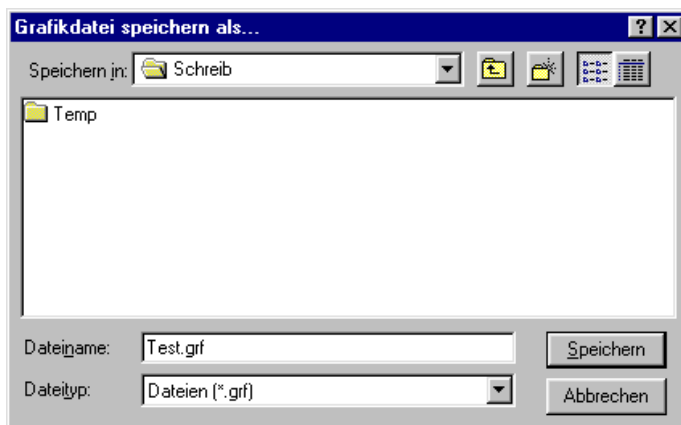 Grafikdatei speichern als...
Speichern in: Schreib
Temp
Dateiname: Test.grf Speichern
Dateityp: Dateien (*.grf) Abbrechen